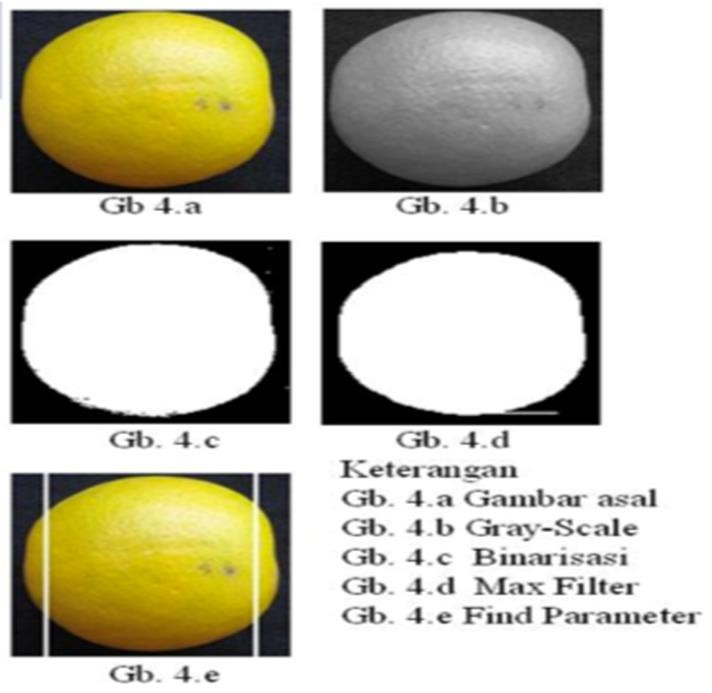 Gb 4.a
Gb. 4.b
Gb. 4.c
Gb. 4.d
Keterangan
Gb. 4.a Gambar asal
Gb. 4.b Gray-Scale
Gb. 4.c Binarisasi
Gb. 4.d Max Filter
Gb. 4.e Find Parameter
Gb. 4.e